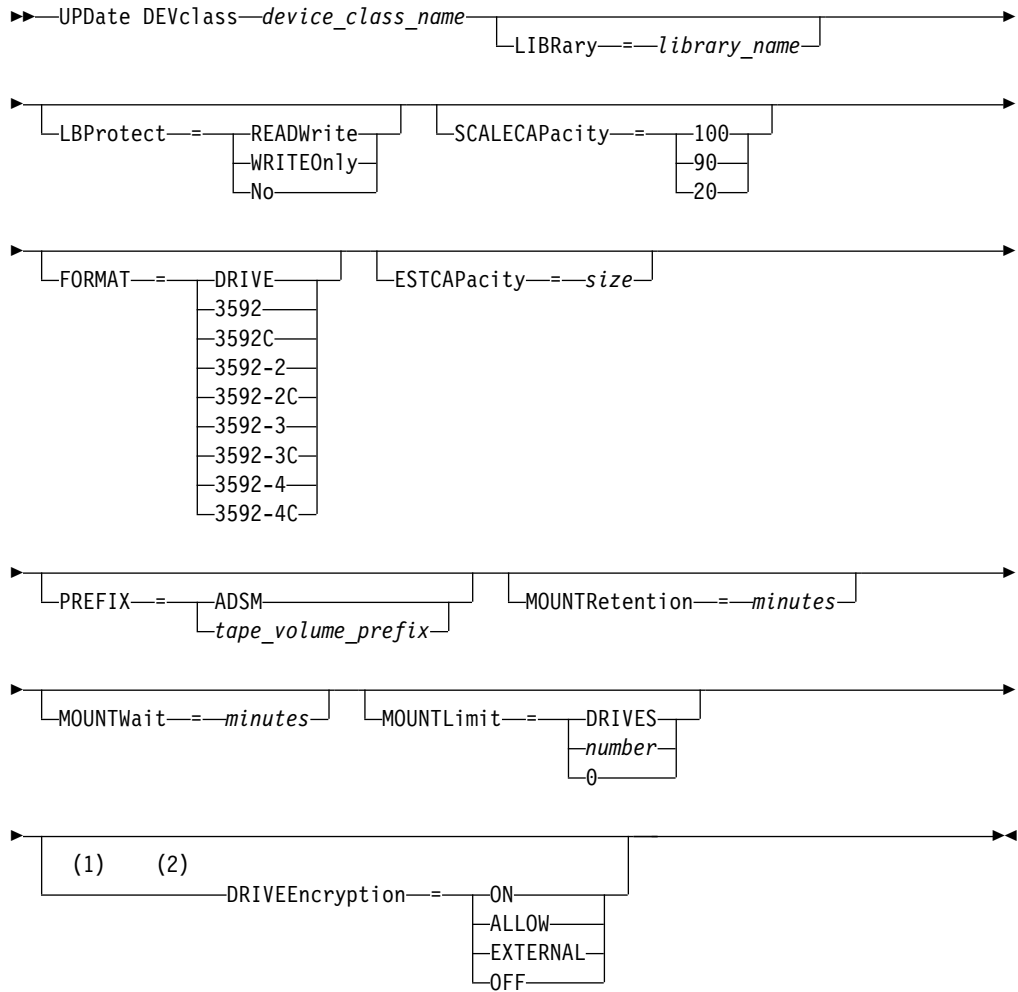 UPDate DEVclass device_class_name
LIBRary = library_name
LBProtect = READWrite
WRITEOnly
No
SCALECAPacity = 100
90
20
FORMAT = DRIVE
3592
3592C
3592-2
3592-2C
3592-3
3592-3C
3592-4
3592-4C
ESTCAPacity = size
PREFIX = ADSM
tape_volume_prefix
MOUNTRetention = minutes
MOUNTWait = minutes
MOUNTLimit = DRIVES
number
0
(1) (2)
DRIVEEncryption = ON
ALLOW
EXTERNAL
OFF